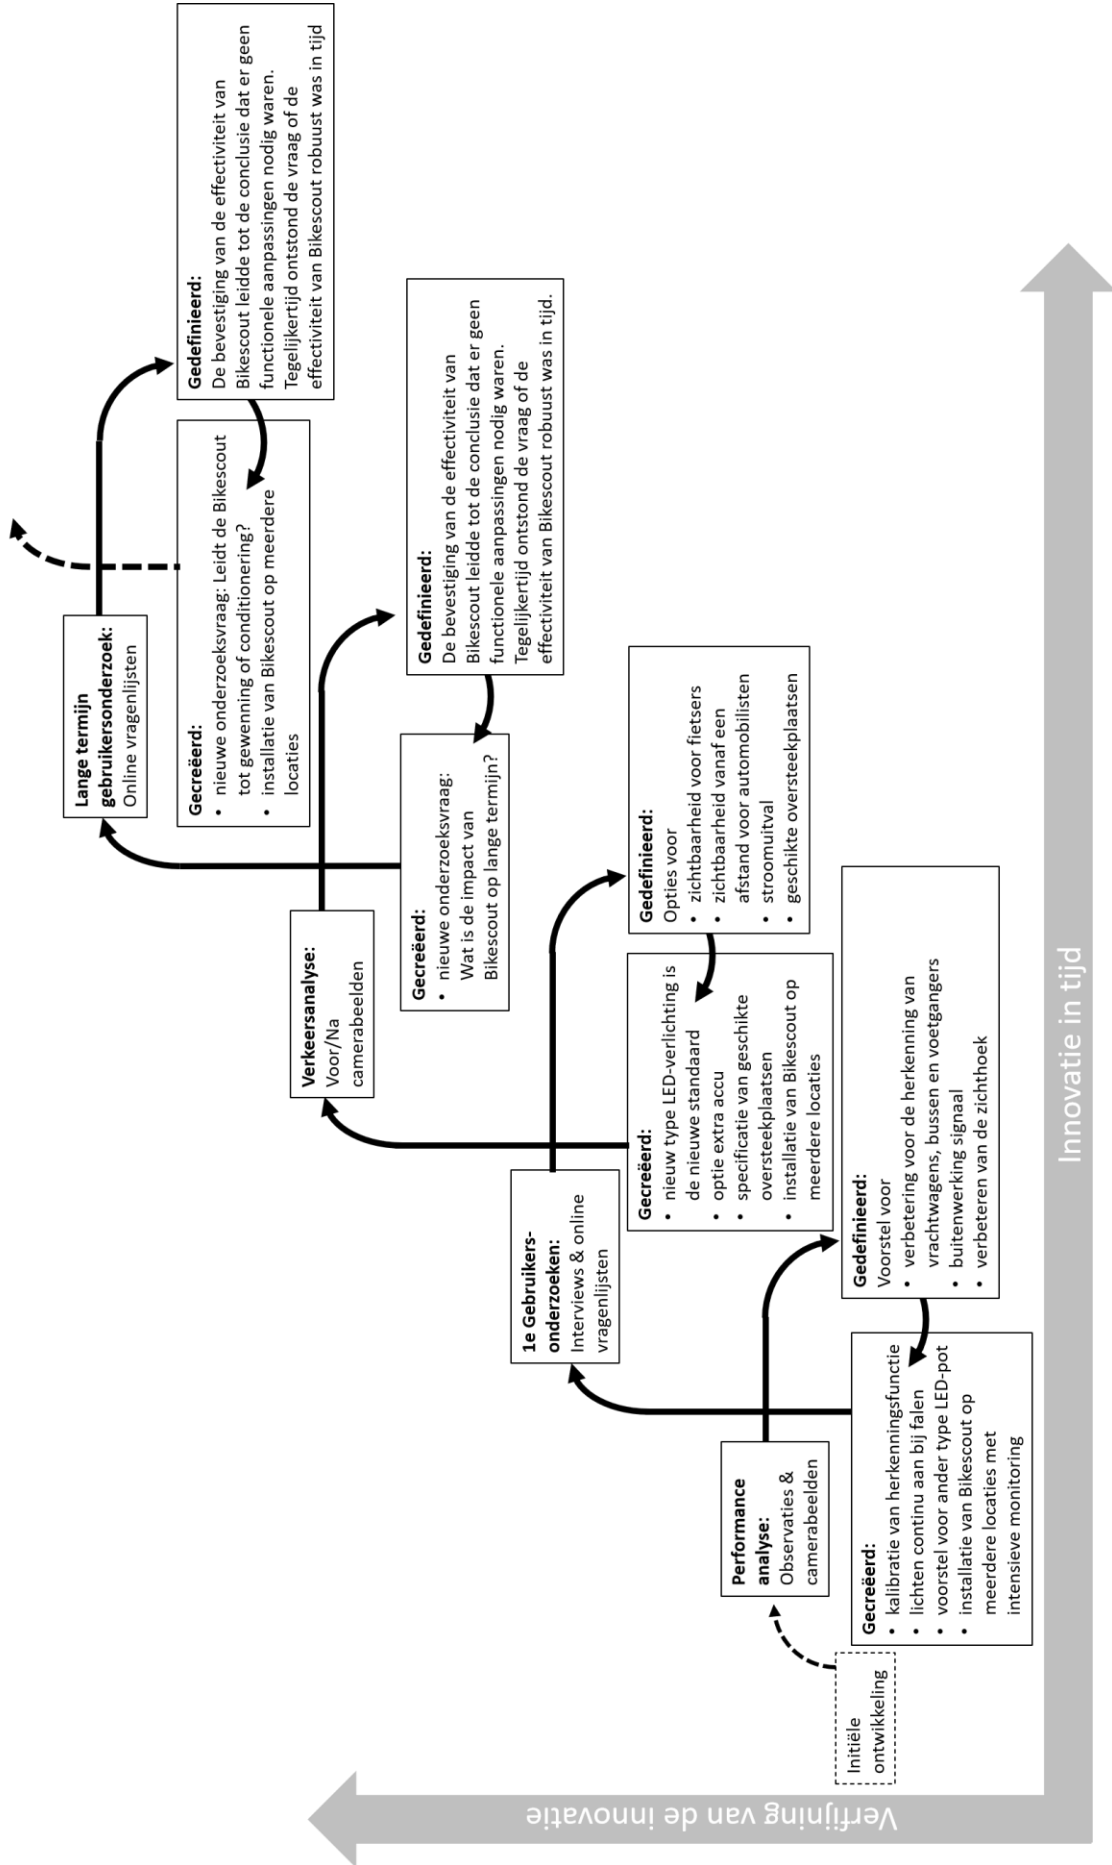 Initiële
ontwikkeling
Performance
analyse:
Observaties &
camerabeelden
Gedefinieerd:
Voorstel voor
• verbetering voor de herkenning van
vrachtwagens, bussen en voetgangers
• buitenwerking signaal
• verbeteren van de zichthoek
Gecreëerd:
• kalibratie van herkenningsfunctie
• lichten continu aan bij falen
• voorstel voor ander type LED-pot
• installatie van Bikescout op
meerdere locaties met
intensieve monitoring
1e Gebruikers-
onderzoeken:
Interviews & online
vragenlijsten
Gedefinieerd:
Opties voor
• zichtbaarheid voor fietsers
• zichtbaarheid vanaf een
afstand voor automobilisten
• stroomuitval
• geschikte oversteekplaatsen
Gecreëerd:
• nieuw type LED-verlichting is
de nieuwe standaard
• optie extra accu
• specificatie van geschikte
oversteekplaatsen
• installatie van Bikescout op
meerdere locaties
Verkeersanalyse:
Voor/Na
camerabeelden
Gedefinieerd:
De bevestiging van de effectiviteit van
Bikescout leidde tot de conclusie dat er geen
functionele aanpassingen nodig waren.
Tegelijkertijd ontstond de vraag of de
effectiviteit van Bikescout robuust was in tijd.
Gecreëerd:
• nieuwe onderzoeksvraag:
Wat is de impact van
Bikescout op lange termijn?
Lange termijn
gebruikersonderzoek:
Online vragenlijsten
Gedefinieerd:
De bevestiging van de effectiviteit van
Bikescout leidde tot de conclusie dat er geen
functionele aanpassingen nodig waren.
Tegelijkertijd ontstond de vraag of de
effectiviteit van Bikescout robuust was in tijd
Gecreëerd:
• nieuwe onderzoeksvraag: Leidt de Bikescout
tot gewenning of conditionering?
• installatie van Bikescout op meerdere
locaties
Verfijning van de innovatie
Innovatie in tijd